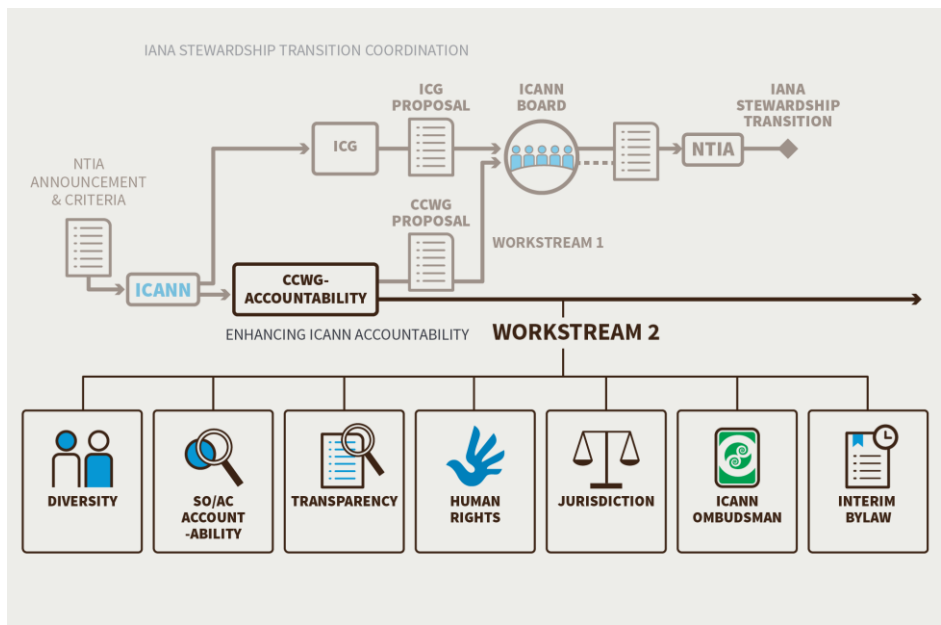 IANA STEWARDSHIP TRANSITION COORDINATION
ICG
PROPOSAL
ICANN
BOARD
IANA
STEWARDSHIP
TRANSITION
ICG
NTIA
NTIA
ANNOUNCEMENT
& CRITERIA
CCWG
PROPOSAL
WORKSTREAM 1
ICANN
CCWG-
ACCOUNTABILITY
ENHANCING ICANN ACCOUNTABILITY
WORKSTREAM 2
DIVERSITY
SO/AC
ACCOUNT
-ABILITY
TRANSPARENCY
HUMAN
RIGHTS
JURISDICTION
ICANN
OMBUDSMAN
INTERIM
BYLAW